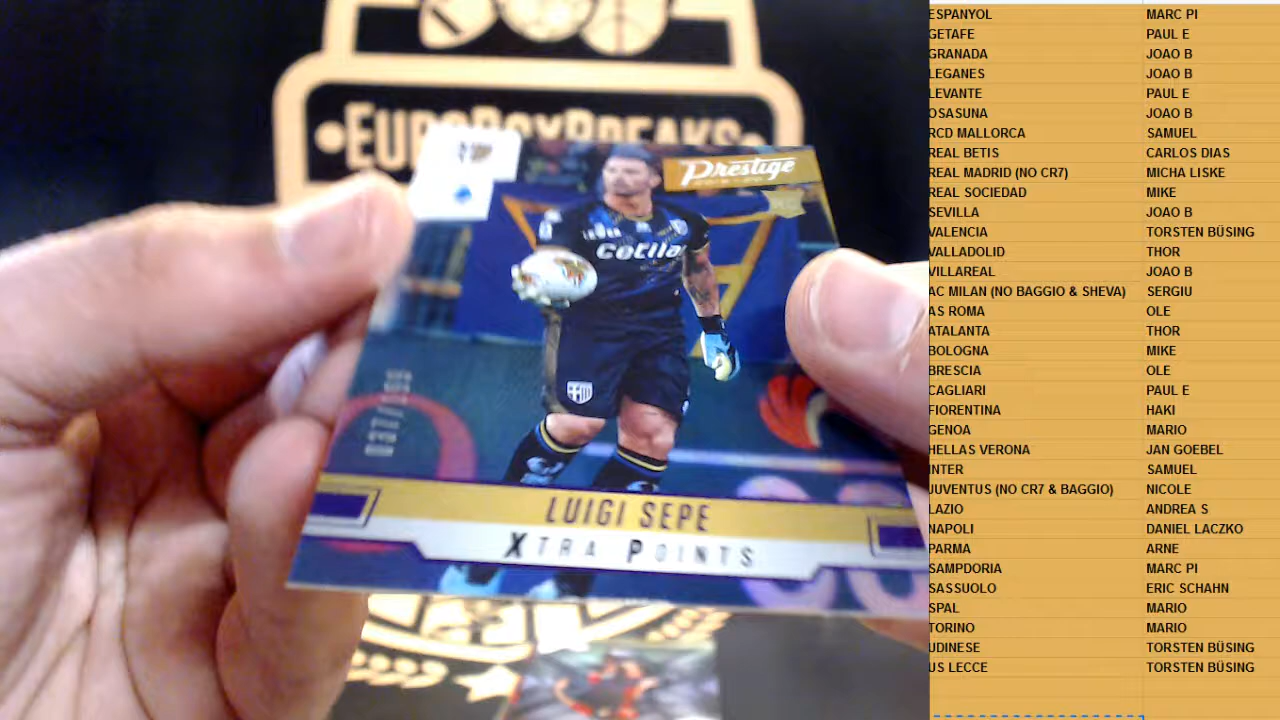 EUROBOXBREAKS
Prestige
RC
Cetilar
LUIGI SEPE
XTRA POINTS
ESPANYOL MARC PI
GETAFE PAUL E
GRANADA JOAO B
LEGANES JOAO B
LEVANTE PAUL E
OSASUNA JOAO B
RCD MALLORCA SAMUEL
REAL BETIS CARLOS DIAS
REAL MADRID (NO CR7) MICHA LISKE
REAL SOCIEDAD MIKE
SEVILLA JOAO B
VALENCIA TORSTEN BÜSING
VALLADOLID THOR
VILLAREAL JOAO B
AC MILAN (NO BAGGIO & SHEVA) SERGIU
AS ROMA OLE
ATALANTA THOR
BOLOGNA MIKE
BRESCIA OLE
CAGLIARI PAUL E
FIORENTINA HAKI
GENOA MARIO
HELLAS VERONA JAN GOEBEL
INTER SAMUEL
JUVENTUS (NO CR7 & BAGGIO) NICOLE
LAZIO ANDREA S
NAPOLI DANIEL LACZKO
PARMA ARNE
SAMPDORIA MARC PI
SASSUOLO ERIC SCHAHN
SPAL MARIO
TORINO MARIO
UDINESE TORSTEN BÜSING
US LECCE TORSTEN BÜSING